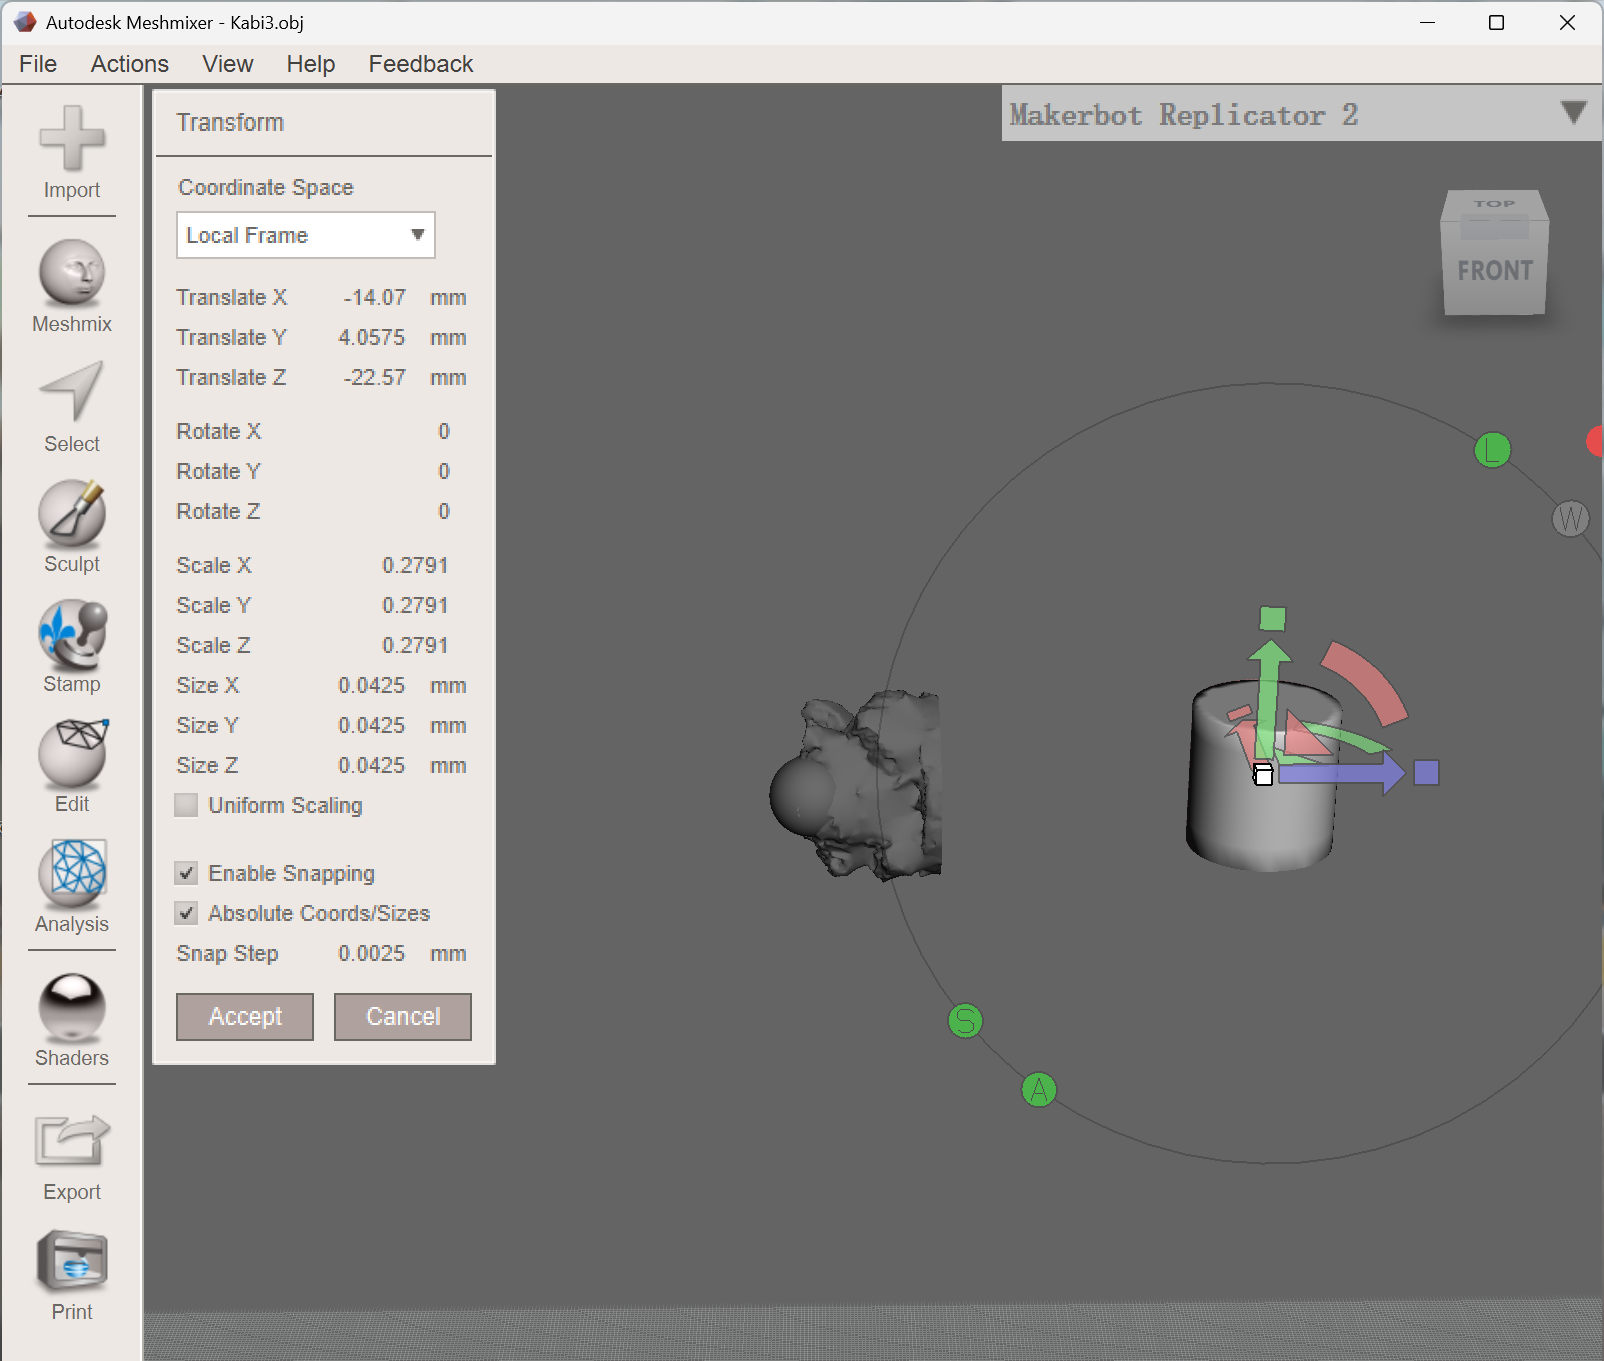 Autodesk Meshmixer - Kabi3.obj
File Actions View Help Feedback
Import
Meshmix
Select
Sculpt
Stamp
Edit
Analysis
Shaders
Export
Print
Transform
Coordinate Space
Local Frame
Translate X -14.07 mm
Translate Y 4.0575 mm
Translate Z -22.57 mm
Rotate X 0
Rotate Y 0
Rotate Z 0
Scale X 0.2791
Scale Y 0.2791
Scale Z 0.2791
Size X 0.0425 mm
Size Y 0.0425 mm
Size Z 0.0425 mm
Uniform Scaling
Enable Snapping
Absolute Coords/Sizes
Snap Step 0.0025 mm
Accept Cancel
Makerbot Replicator 2
TOP
FRONT
L
W
S
A